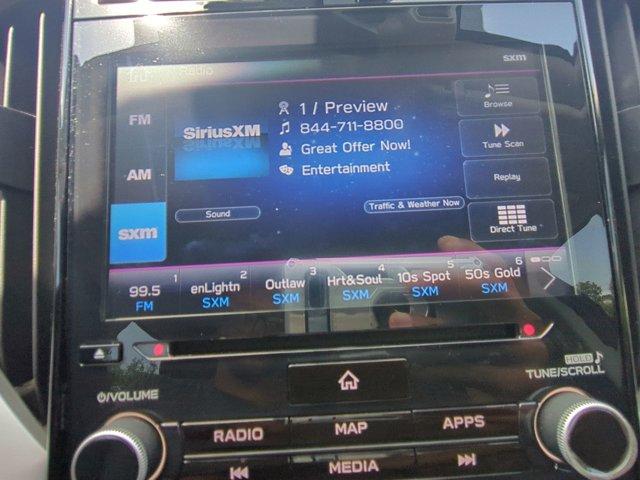 sxm
Radio
FM
AM
sxm
SiriusXM
1 / Preview
844-711-8800
Great Offer Now!
Entertainment
Browse
Tune Scan
Replay
Direct Tune
Sound
Traffic & Weather Now
1 2 3 4 5 6
99.5 enLightn Outlaw Hrt&Soul 10s Spot 50s Gold
FM SXM SXM SXM SXM SXM
HOLD
TUNE/SCROLL
/VOLUME
RADIO MAP APPS
MEDIA